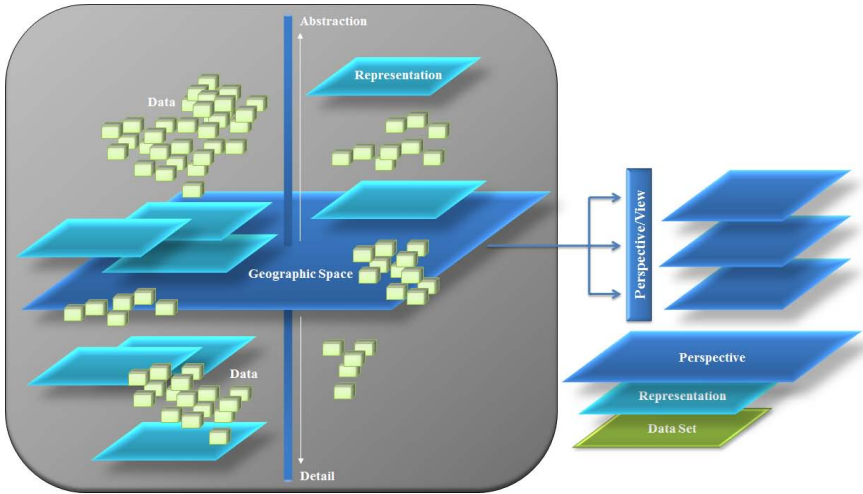 Abstraction
Representation
Data
Geographic Space
Data
Detail
Perspective/View
Perspective
Representation
Data Set